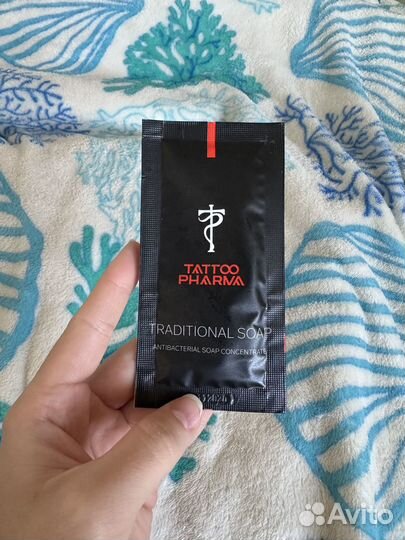 TATTOO
PHARMA
TRADITIONAL SOAP
ANTIBACTERIAL SOAP CONCENTRATE
Avito